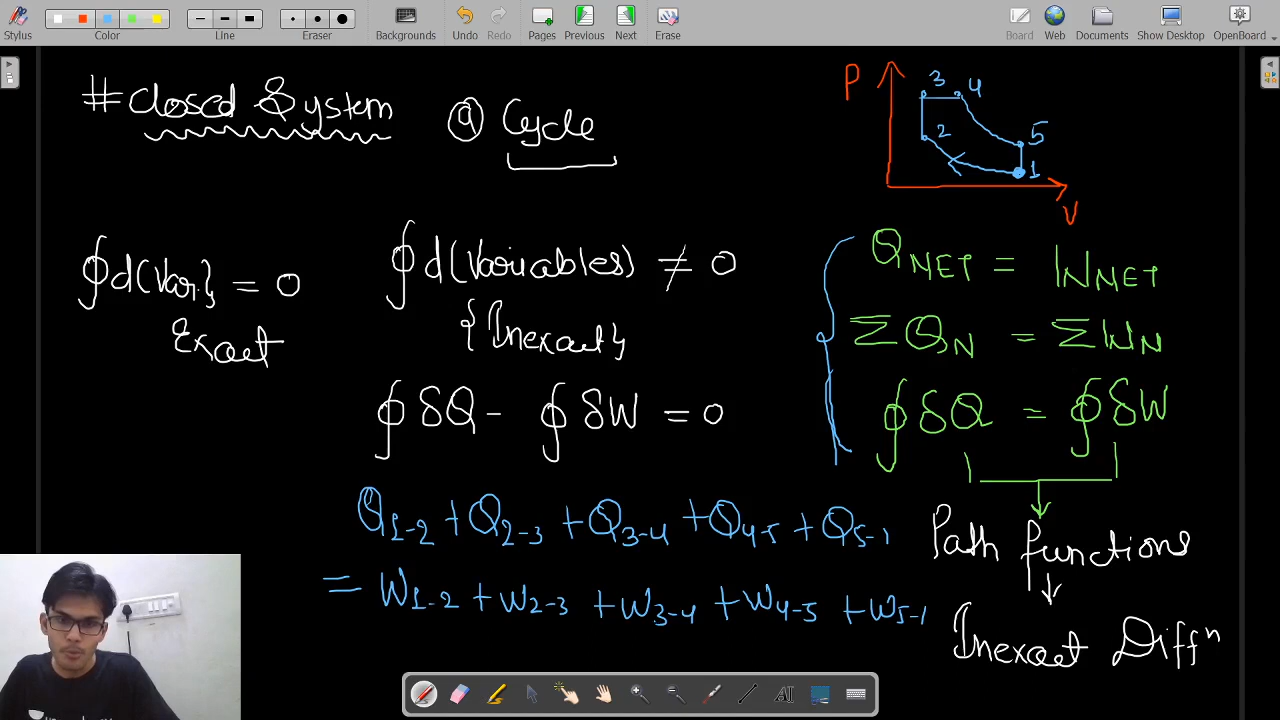 Stylus Color Line Eraser Backgrounds Undo Redo Pages Previous Next Erase Board Web Documents Show Desktop OpenBoard
# Closed System
(a) Cycle
P
3 4
2 5
1
V
∮d(Var.} = 0
Exact
∮d(Variables) ≠ 0
{Inexact}
∮δQ - ∮δW = 0
Q NET = W NET
ΣQ_N = ΣW_N
∮δQ = ∮δW
Path functions
Inexact Diffⁿ
Q₁₋₂ + Q₂₋₃ + Q₃₋₄ + Q₄₋₅ + Q₅₋₁
= W₁₋₂ + W₂₋₃ + W₃₋₄ + W₄₋₅ + W₅₋₁